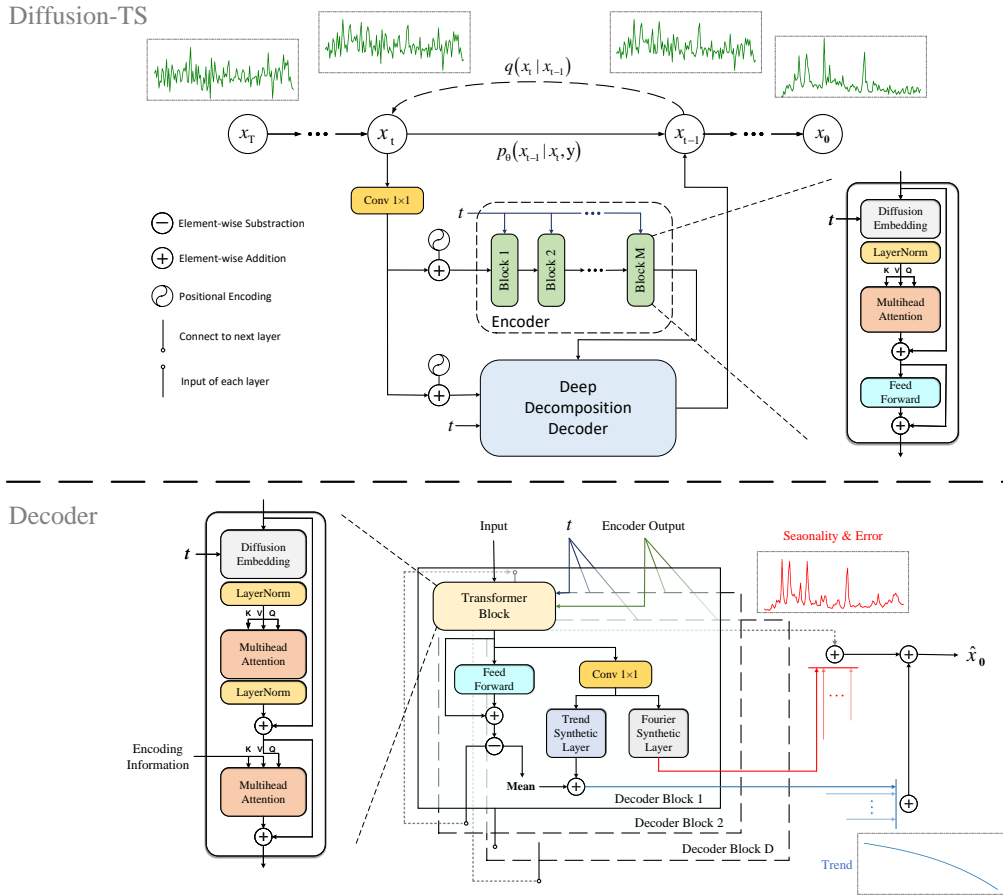 Diffusion-TS
q(x_t | x_{t-1})
x_T
x_t
x_{t-1}
x_0
p_θ(x_{t-1} | x_t, y)
Conv 1×1
Element-wise Substraction
Element-wise Addition
Positional Encoding
Connect to next layer
Input of each layer
t
Block 1
Block 2
Block M
Encoder
t
Deep
Decomposition
Decoder
t
Diffusion
Embedding
LayerNorm
K V Q
Multihead
Attention
Feed
Forward
Decoder
t
Diffusion
Embedding
LayerNorm
K V Q
Multihead
Attention
LayerNorm
Encoding
Information
K V Q
Multihead
Attention
Input
t
Encoder Output
Transformer
Block
Feed
Forward
Conv 1×1
Trend
Synthetic
Layer
Fourier
Synthetic
Layer
Mean
Decoder Block 1
Decoder Block 2
Decoder Block D
Seaonality & Error
x̂_0
Trend